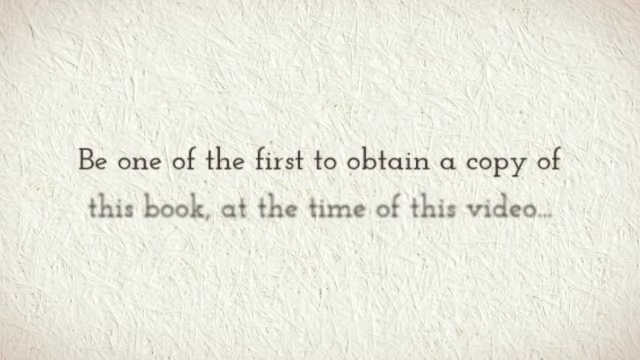 Be one of the first to obtain a copy of
this book, at the time of this video...